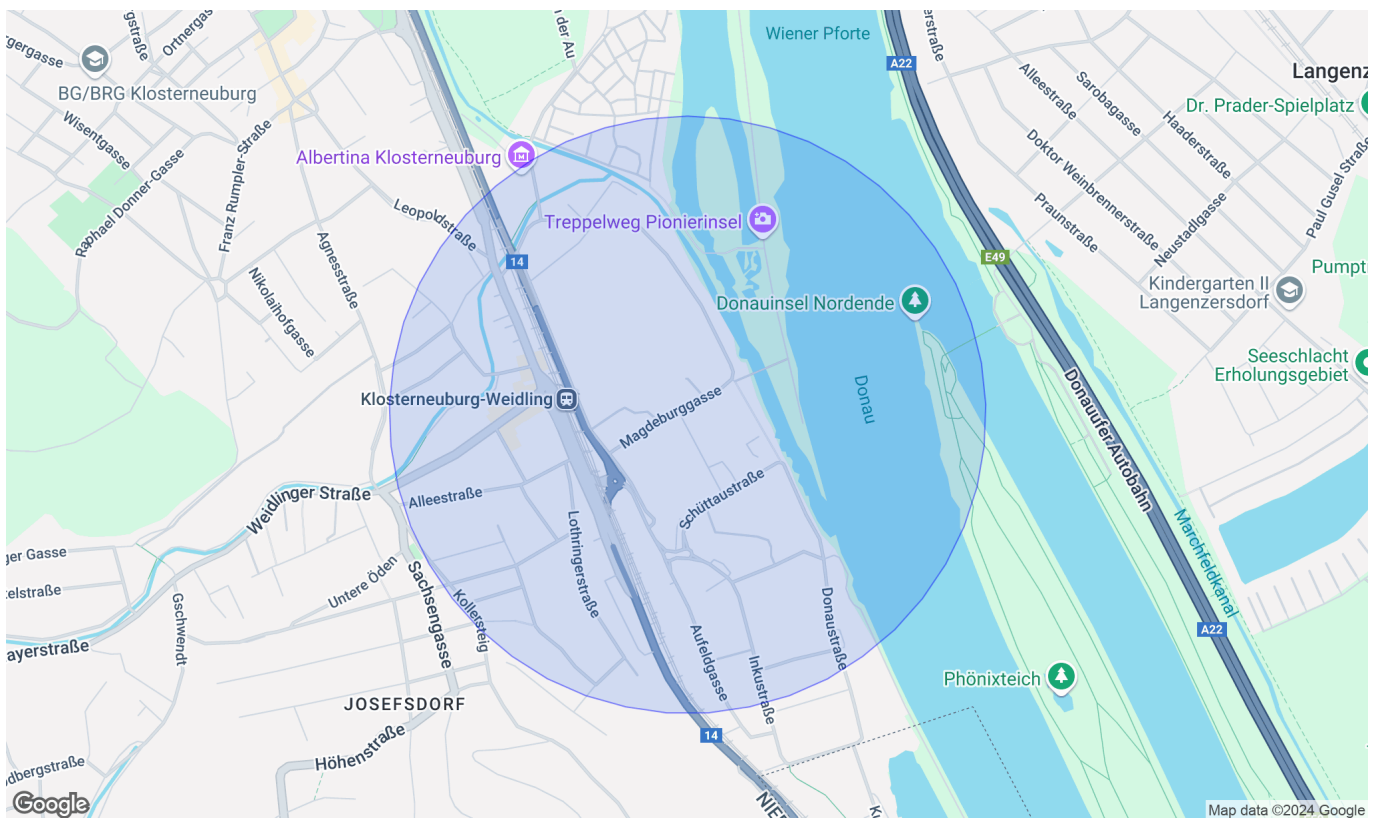 Wiener Pforte
A22
Langenz
Ortnergasse
BG/BRG Klosterneuburg
Alleestraße
Sarobagasse
Dr. Prader-Spielplatz
Wisentgasse
Haaderstraße
Doktor Weinbrennerstraße
Franz Rumpler-Straße
Albertina Klosterneuburg
Raphael Donner-Gasse
Paul Gusel Straße
Praunstraße
Neustadlgasse
Leopoldstraße
Treppelweg Pionierinsel
Agnesstraße
14
E49
Pumptr
Nikolaihofgasse
Kindergarten II
Langenzersdorf
Donauinsel Nordende
Seeschlacht
Erholungsgebiet
Klosterneuburg-Weidling
Donau
Magdeburggasse
Donauufer Autobahn
Weidlinger Straße
Alleestraße
Schüttaustraße
Lothringerstraße
Marchfeldkanal
ger Gasse
telstraße
Untere Öden
Sachsengasse
Gschwendt
Kollersteig
Donaustraße
A22
ayerstraße
Aufeldgasse
Inkustraße
Phönixteich
JOSEFSDORF
14
Höhenstraße
dbergstraße
Google
Map data ©2024 Google